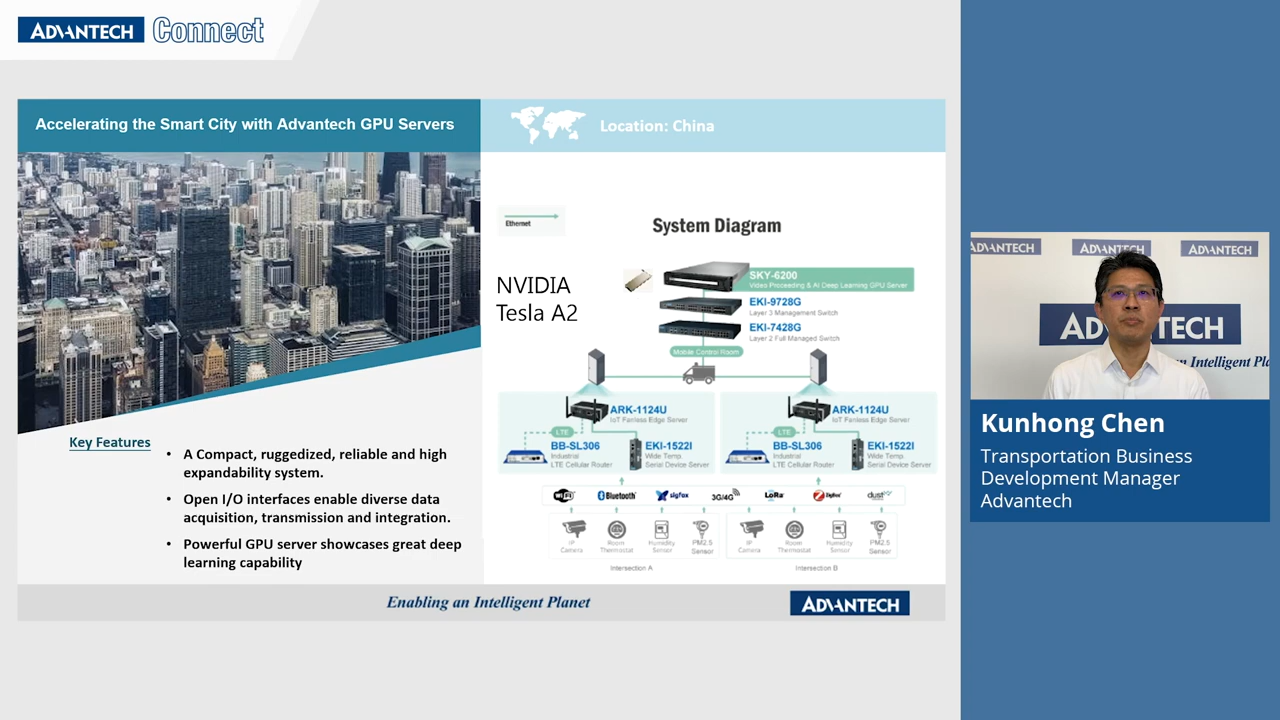 ADVANTECH Connect
Accelerating the Smart City with Advantech GPU Servers
Location: China
Ethernet
System Diagram
NVIDIA
Tesla A2
SKY-6200
Video Proceeding & AI Deep Learning GPU Server
EKI-9728G
Layer 3 Management Switch
EKI-7428G
Layer 2 Full Managed Switch
Mobile Control Room
ARK-1124U
IoT Fanless Edge Server
LTE
BB-SL306
Industrial
LTE Cellular Router
EKI-1522I
Wide Temp.
Serial Device Server
ARK-1124U
IoT Fanless Edge Server
LTE
BB-SL306
Industrial
LTE Cellular Router
EKI-1522I
Wide Temp.
Serial Device Server
WiFi
Bluetooth
sigfox
3G/4G
LoRa
ZigBee
dust
IP
Camera
Room
Thermostat
Humidity
Sensor
PM2.5
Sensor
IP
Camera
Room
Thermostat
Humidity
Sensor
PM2.5
Sensor
Intersection A
Intersection B
Key Features
• A Compact, ruggedized, reliable and high
expandability system.
• Open I/O interfaces enable diverse data
acquisition, transmission and integration.
• Powerful GPU server showcases great deep
learning capability
Enabling an Intelligent Planet
ADVANTECH
ADVANTECH
ADVANTECH
ADVANTECH
n Intelligent Pla
Kunhong Chen
Transportation Business
Development Manager
Advantech